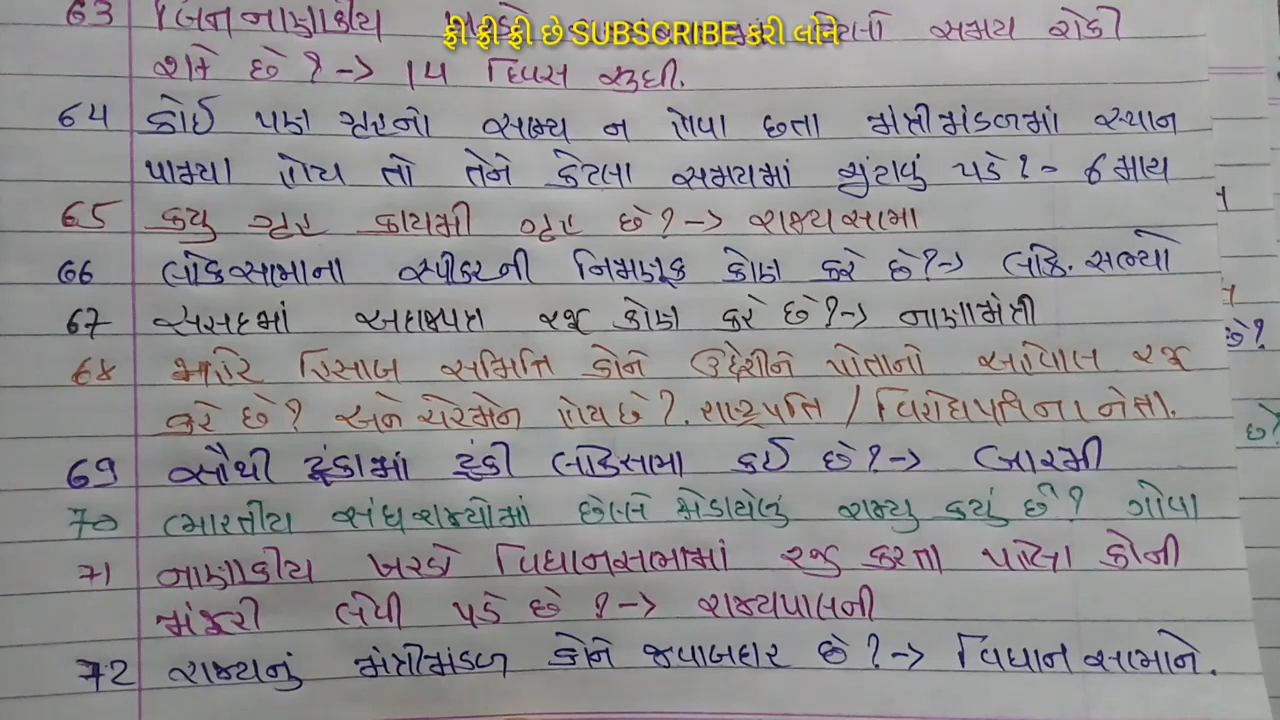 63 બિનનાણાકીય સમય રોકી
ફ્રી ફ્રી ફ્રી છે SUBSCRIBE કરી લોને
શકે છે ? → 14 દિવસ સુધી.
64 કોઈ પણ ગૃહનો સભ્ય ન હોવા છતા મંત્રીમંડળમાં સ્થાન
પામ્યા હોય તો તેને કેટલા સમયમાં ચુંટાવું પડે ? - 6 માસ
65 કયુ ગૃહ કાયમી ગૃહ છે ? → રાજ્યસભા
66 લોકસભાના સ્પીકરની નિમણૂક કોણ કરે છે ? → લોક. સભ્યો
67 સંસદમાં અંદાજપત્ર રજુ કોણ કરે છે ? → નાણામંત્રી
68 જાહેર હિસાબ સમિતિ કોને ઉદ્દેશીને પોતાનો અહેવાલ રજુ
કરે છે ? અને ચેરમેન હોય છે ?. રાષ્ટ્રપતિ / વિરોધપક્ષના નેતા.
69 સૌથી ટુંકામાં ટુંકી લોકસભા કઈ છે ? → બારમી
70 ભારતીય સંઘ રાજ્યોમાં છેલ્લે જોડાયેલું રાજ્ય કયું છે ? ગોવા
71 નાણાકીય ખરડો વિધાનસભામાં રજુ કરતા પહેલા કોની
મંજૂરી લેવી પડે છે ? → રાજ્યપાલની
72 રાજ્યનું મંત્રીમંડળ કોને જવાબદાર છે ? → વિધાન સભાને.